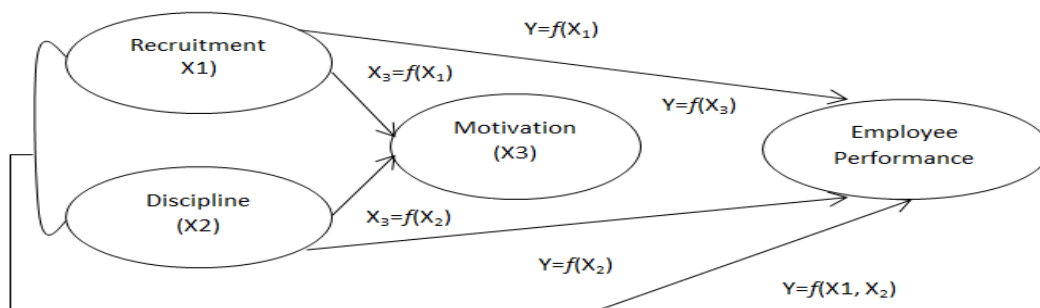 Recruitment
X1)
Y=f(X₁)
X₃=f(X₁)
Y=f(X₃)
Motivation
(X3)
Employee
Performance
Discipline
(X2)
X₃=f(X₂)
Y=f(X₂)
Y=f(X1, X₂)